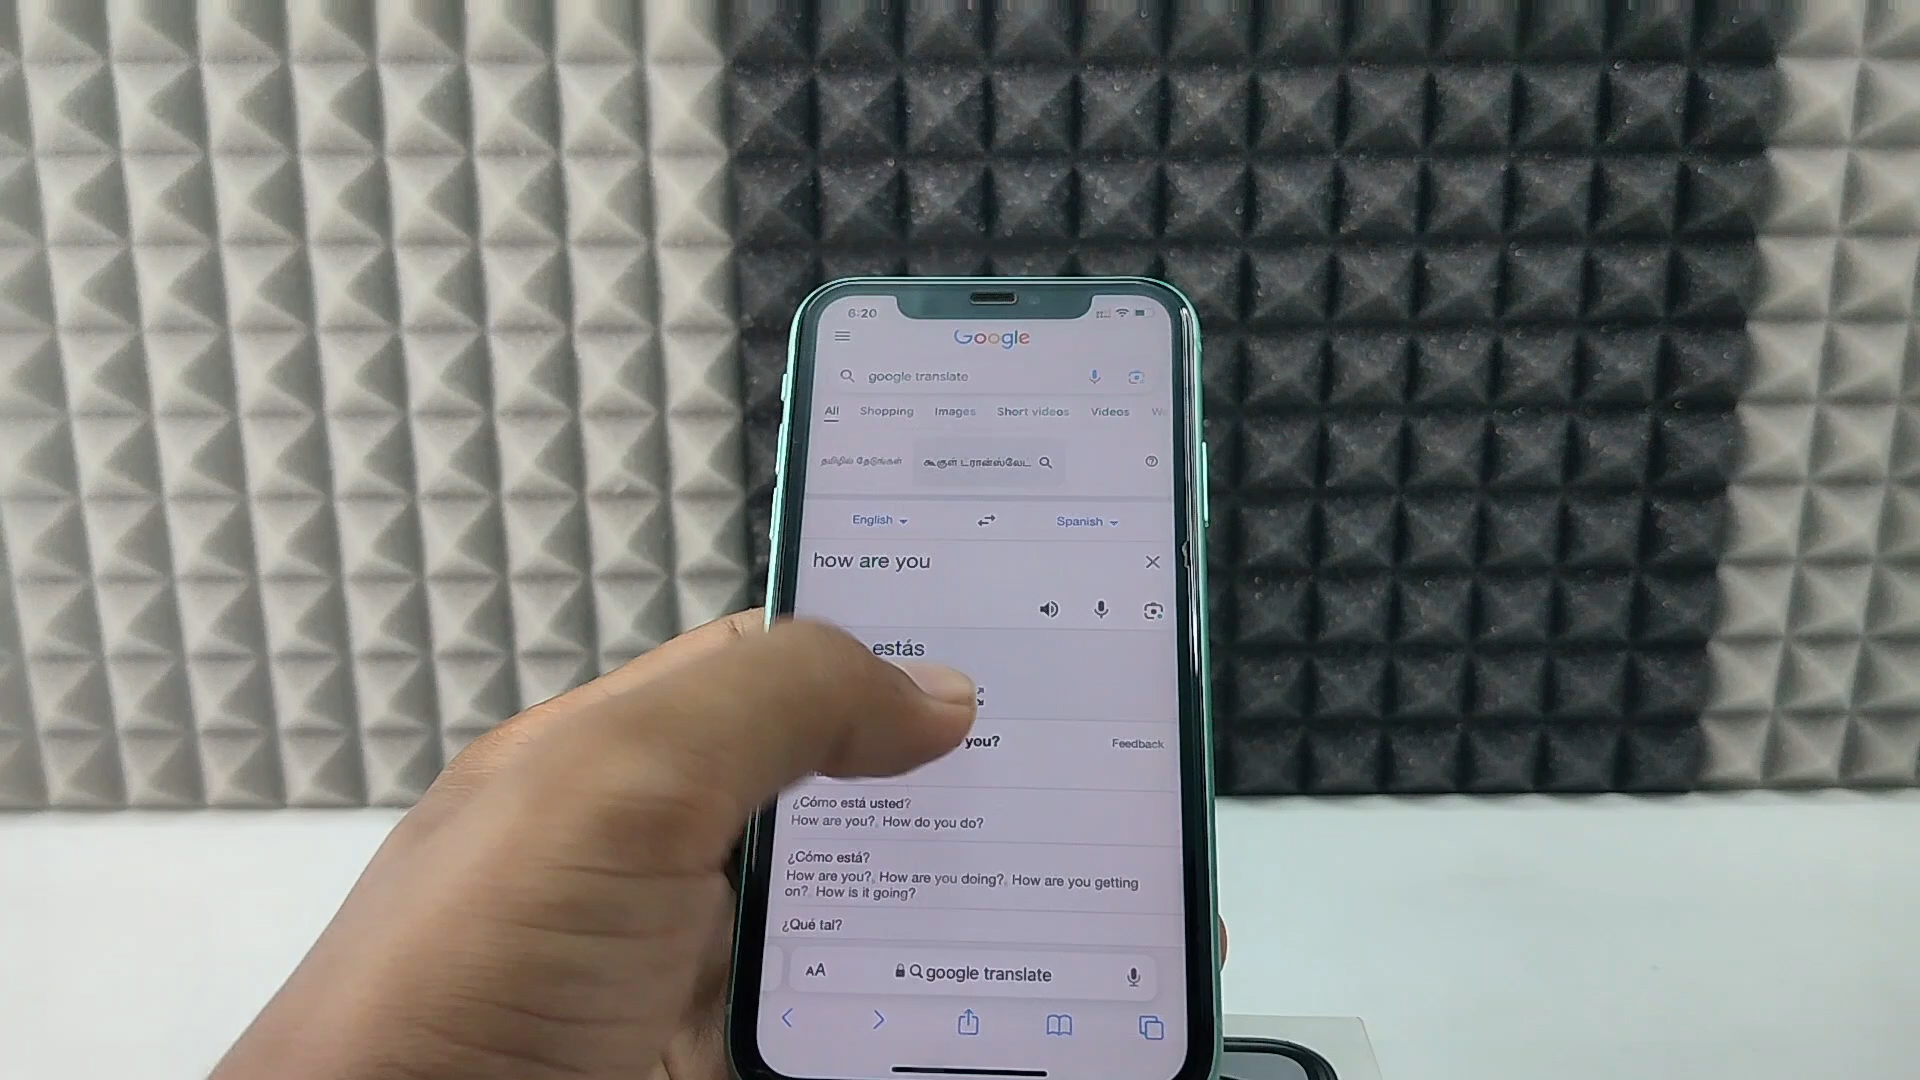 6:20
Google
google translate
All Shopping Images Short videos Videos
தமிழில் தேடுங்கள் கூகுள் ட்ரான்ஸ்லேட்
English Spanish
how are you
estás
you?
Feedback
¿Cómo está usted?
How are you?, How do you do?
¿Cómo está?
How are you?, How are you doing?, How are you getting
on?, How is it going?
¿Qué tal?
AA google translate